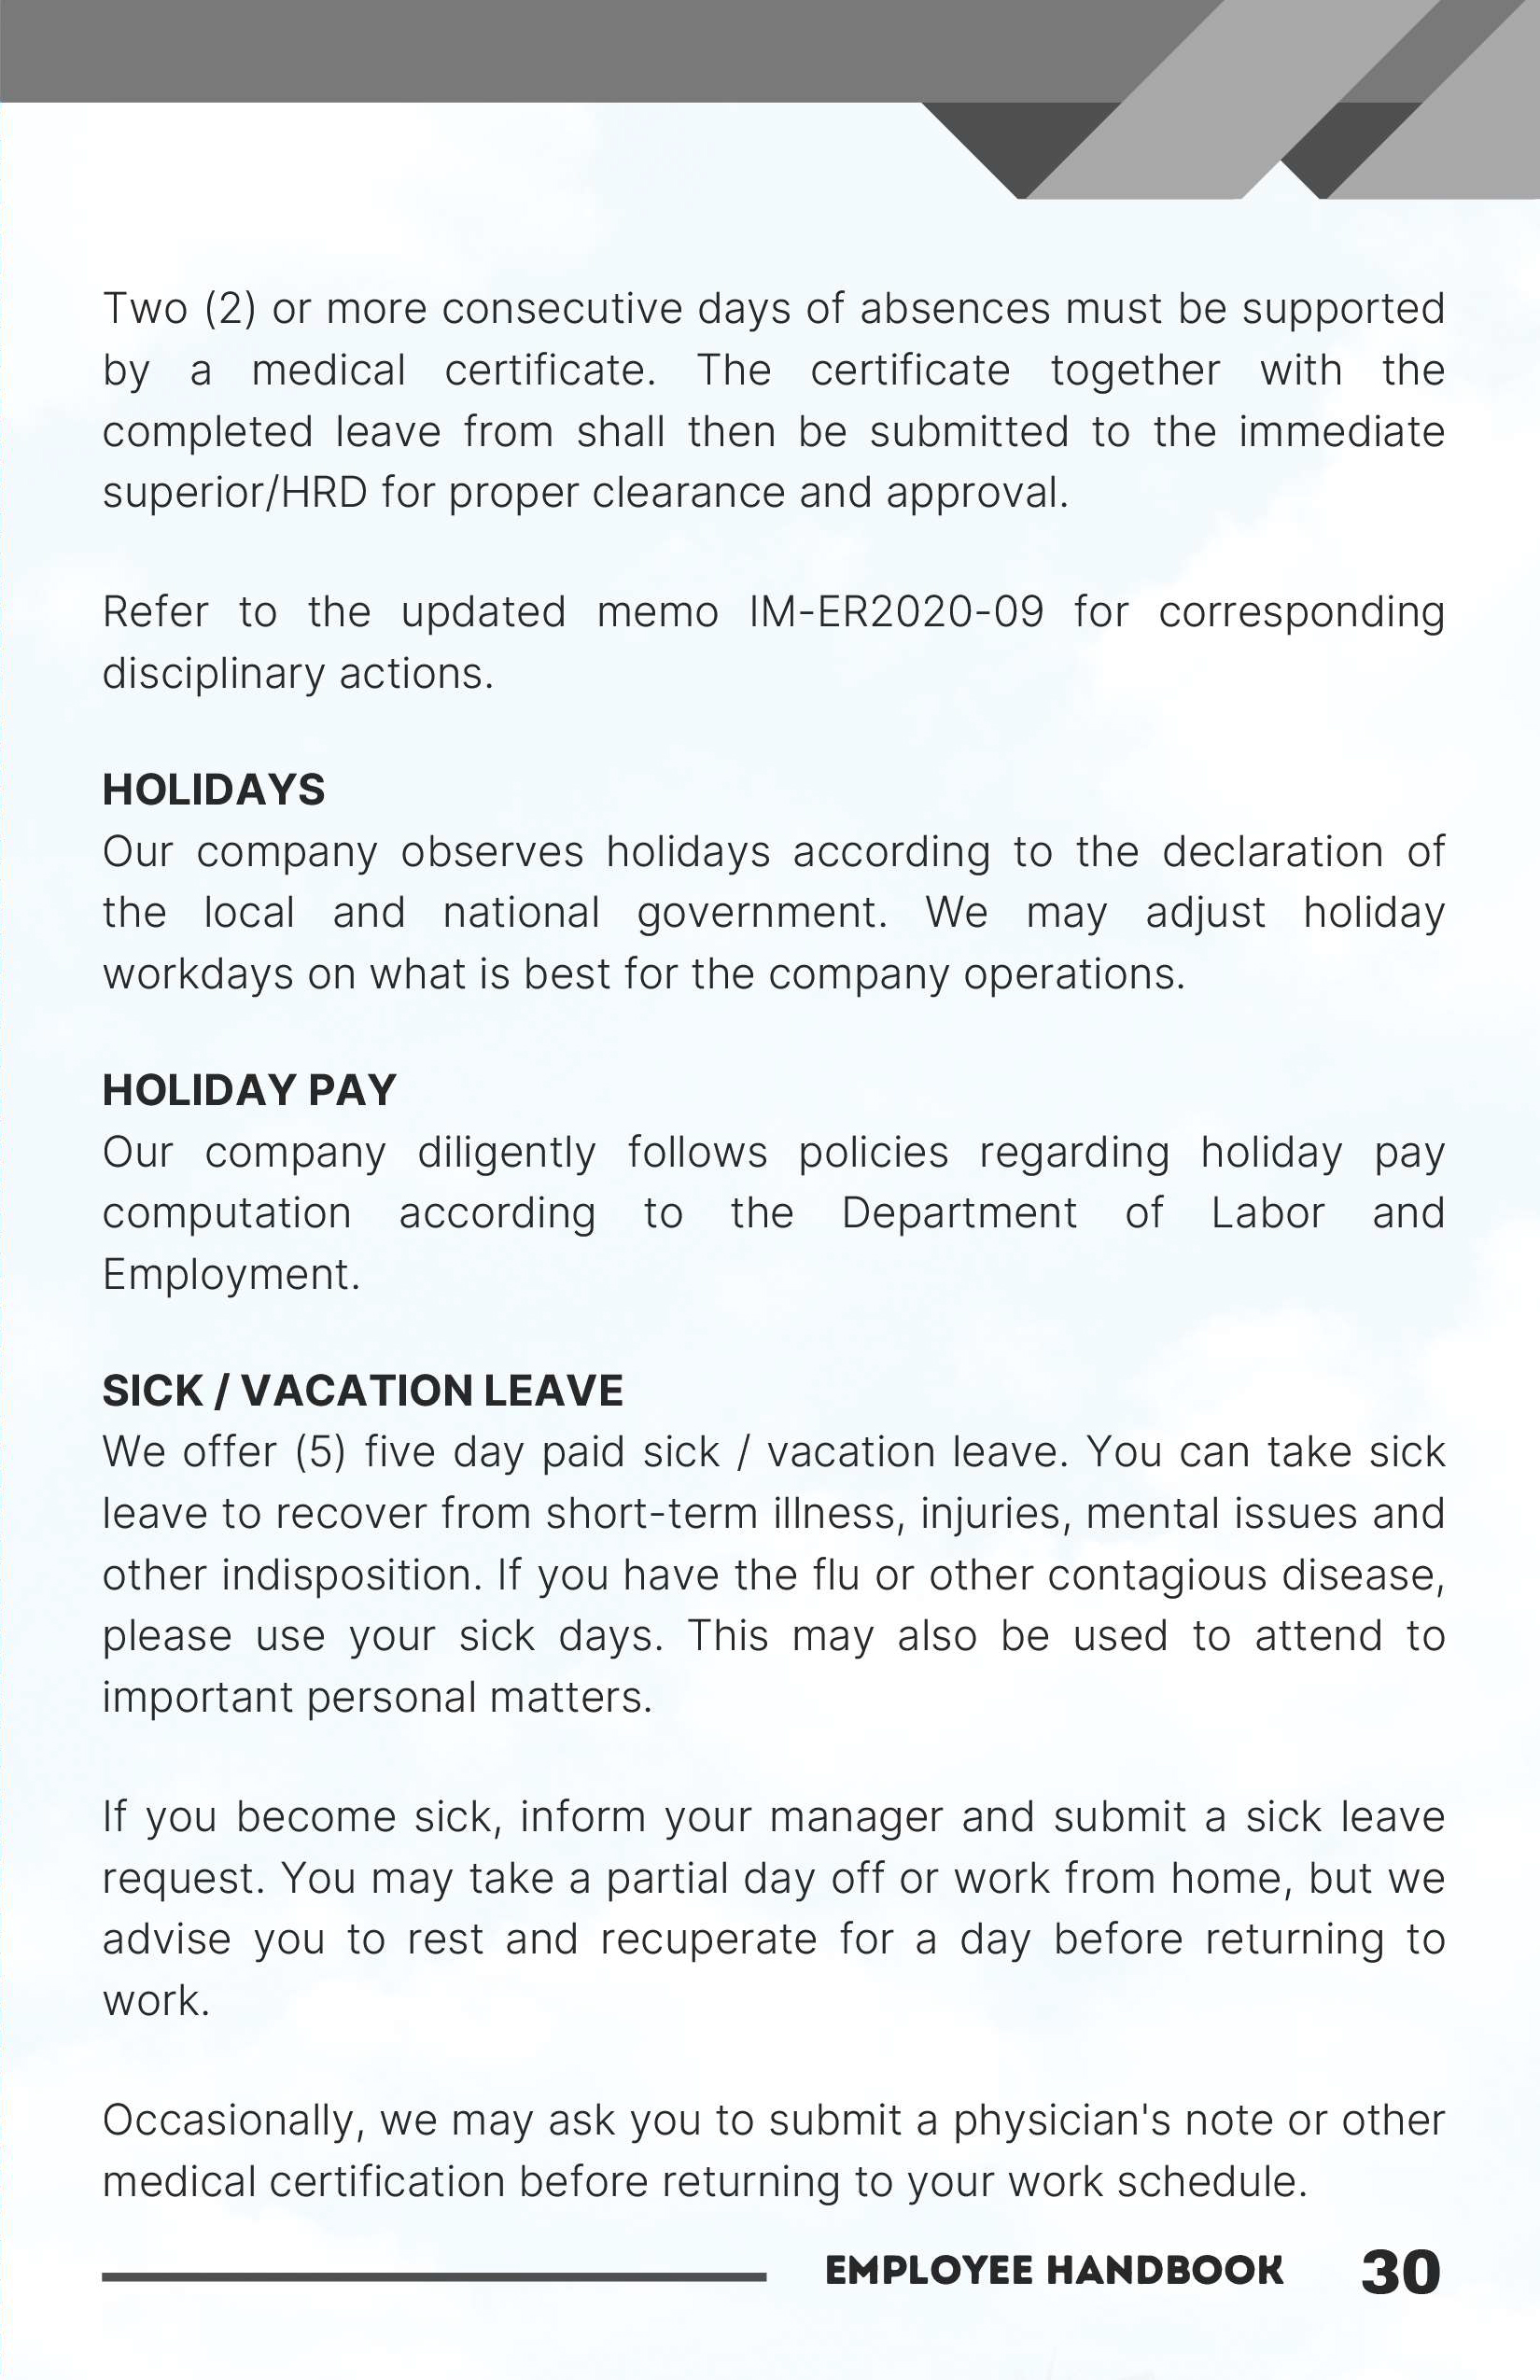 Two (2) or more consecutive days of absences must be supported
by a medical certificate. The certificate together with the
completed leave from shall then be submitted to the immediate
superior/HRD for proper clearance and approval.
Refer to the updated memo IM-ER2020-09 for corresponding
disciplinary actions.
HOLIDAYS
Our company observes holidays according to the declaration of
the local and national government. We may adjust holiday
workdays on what is best for the company operations.
HOLIDAY PAY
Our company diligently follows policies regarding holiday pay
computation according to the Department of Labor and
Employment.
SICK / VACATION LEAVE
We offer (5) five day paid sick / vacation leave. You can take sick
leave to recover from short-term illness, injuries, mental issues and
other indisposition. If you have the flu or other contagious disease,
please use your sick days. This may also be used to attend to
important personal matters.
If you become sick, inform your manager and submit a sick leave
request. You may take a partial day off or work from home, but we
advise you to rest and recuperate for a day before returning to
work.
Occasionally, we may ask you to submit a physician's note or other
medical certification before returning to your work schedule.
EMPLOYEE HANDBOOK 30